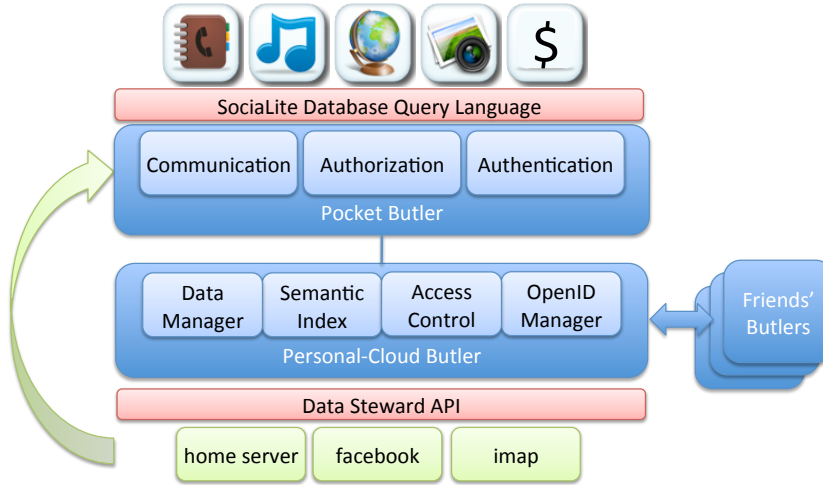 $
SociaLite Database Query Language
Communication
Authorization
Authentication
Pocket Butler
Data
Manager
Semantic
Index
Access
Control
OpenID
Manager
Personal-Cloud Butler
Friends’
Butlers
Data Steward API
home server
facebook
imap